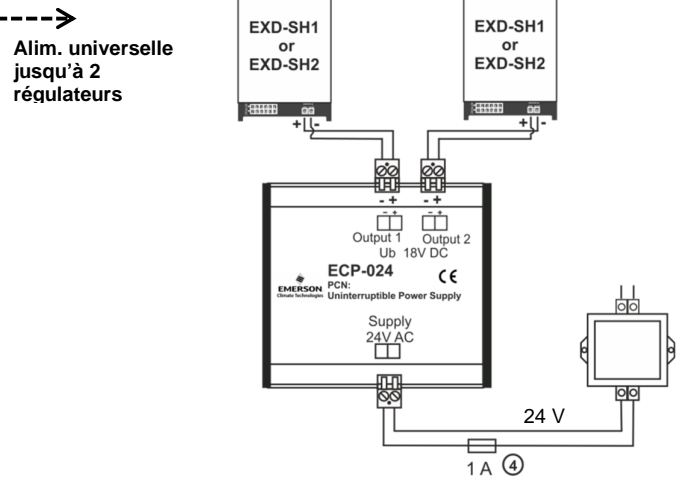 Alim. universelle
jusqu'à 2
régulateurs
EXD-SH1
or
EXD-SH2
EXD-SH1
or
EXD-SH2
+ -
+ -
- +
- +
- +
- +
Output 1
Output 2
Ub 18V DC
ECP-024
CE
EMERSON
Climate Technologies
PCN:
Uninterruptible Power Supply
Supply
24V AC
24 V
1 A ④